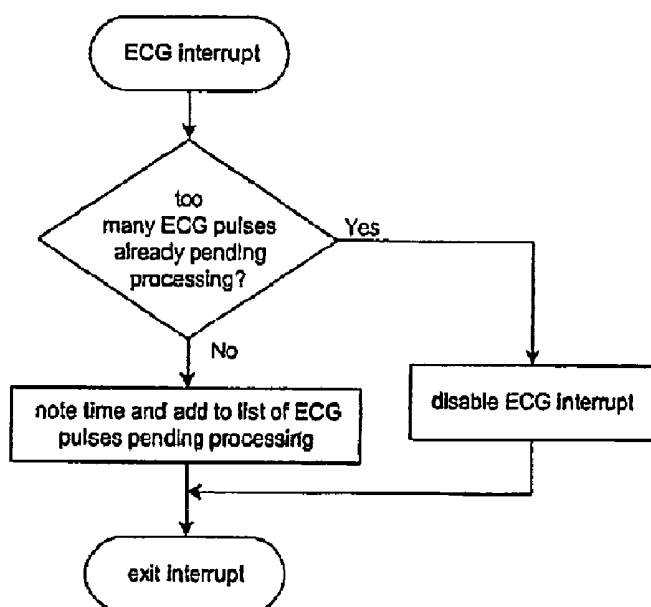 ECG interrupt
too
many ECG pulses
already pending
processing?
Yes
No
note time and add to list of ECG
pulses pending processing
disable ECG interrupt
exit interrupt